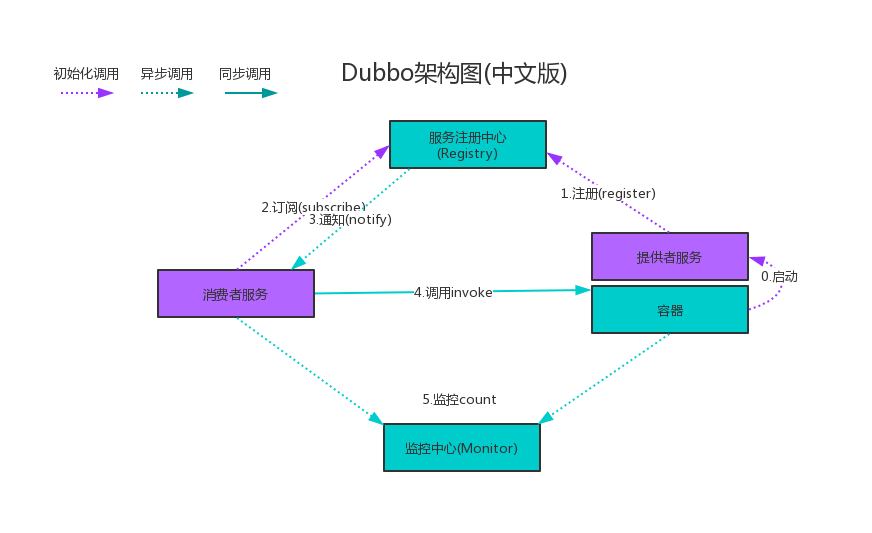 Dubbo架构图(中文版)
初始化调用
异步调用
同步调用
服务注册中心
(Registry)
1.注册(register)
2.订阅(subscribe)
3.通知(notify)
提供者服务
0.启动
消费者服务
4.调用invoke
容器
5.监控count
监控中心(Monitor)